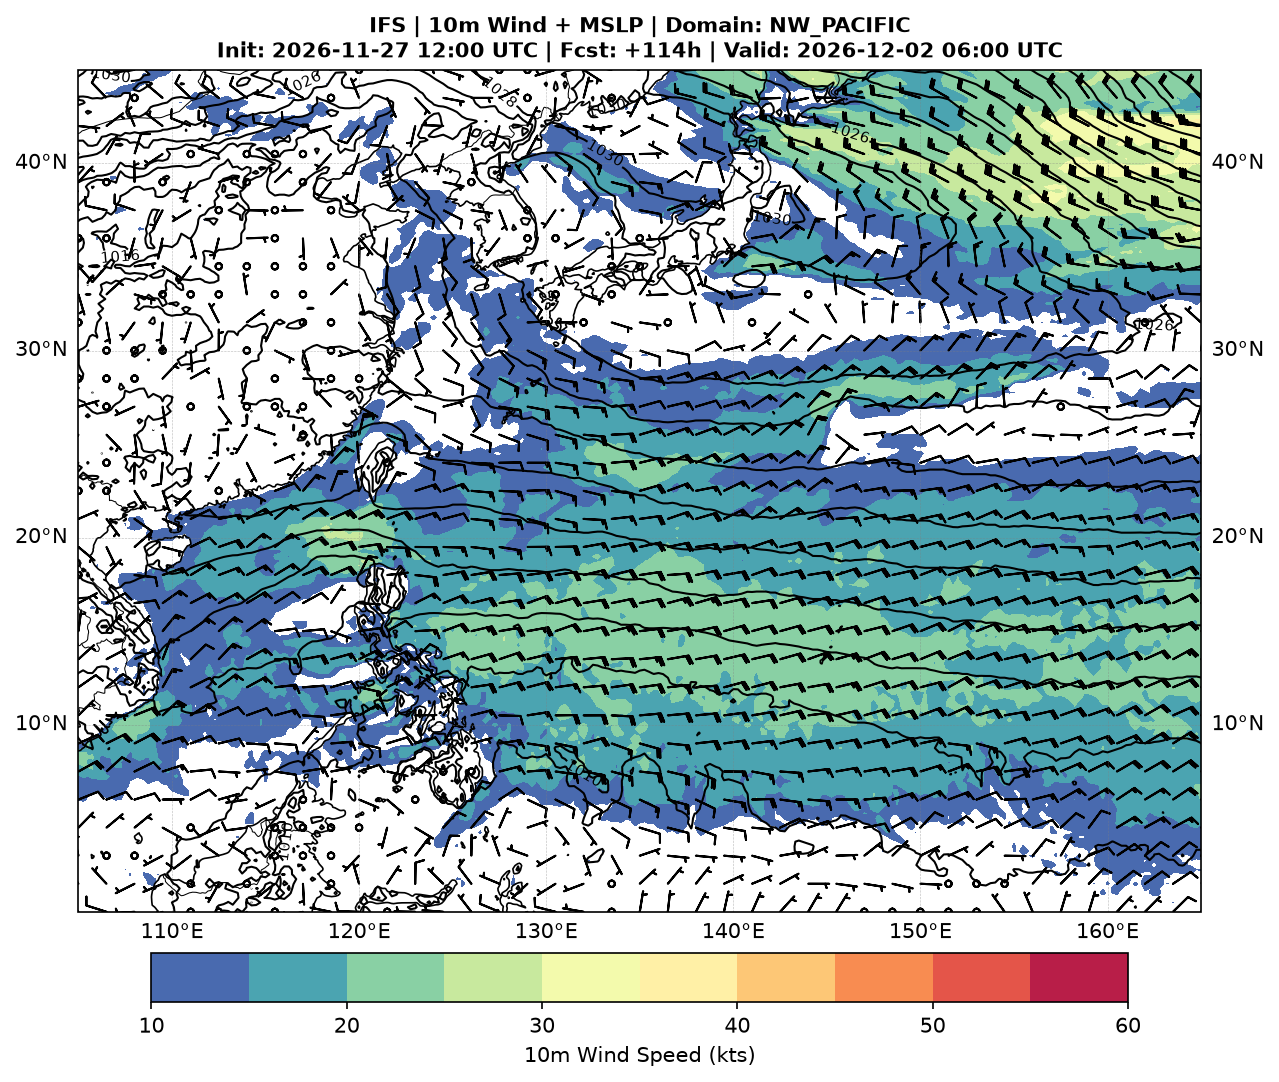 IFS | 10m Wind + MSLP | Domain: NW_PACIFIC
Init: 2026-11-27 12:00 UTC | Fcst: +114h | Valid: 2026-12-02 06:00 UTC
1030
1026
1028
1030
1026
1030
1016
1026
1010
40°N
40°N
30°N
30°N
20°N
20°N
10°N
10°N
110°E
120°E
130°E
140°E
150°E
160°E
10
20
30
40
50
60
10m Wind Speed (kts)